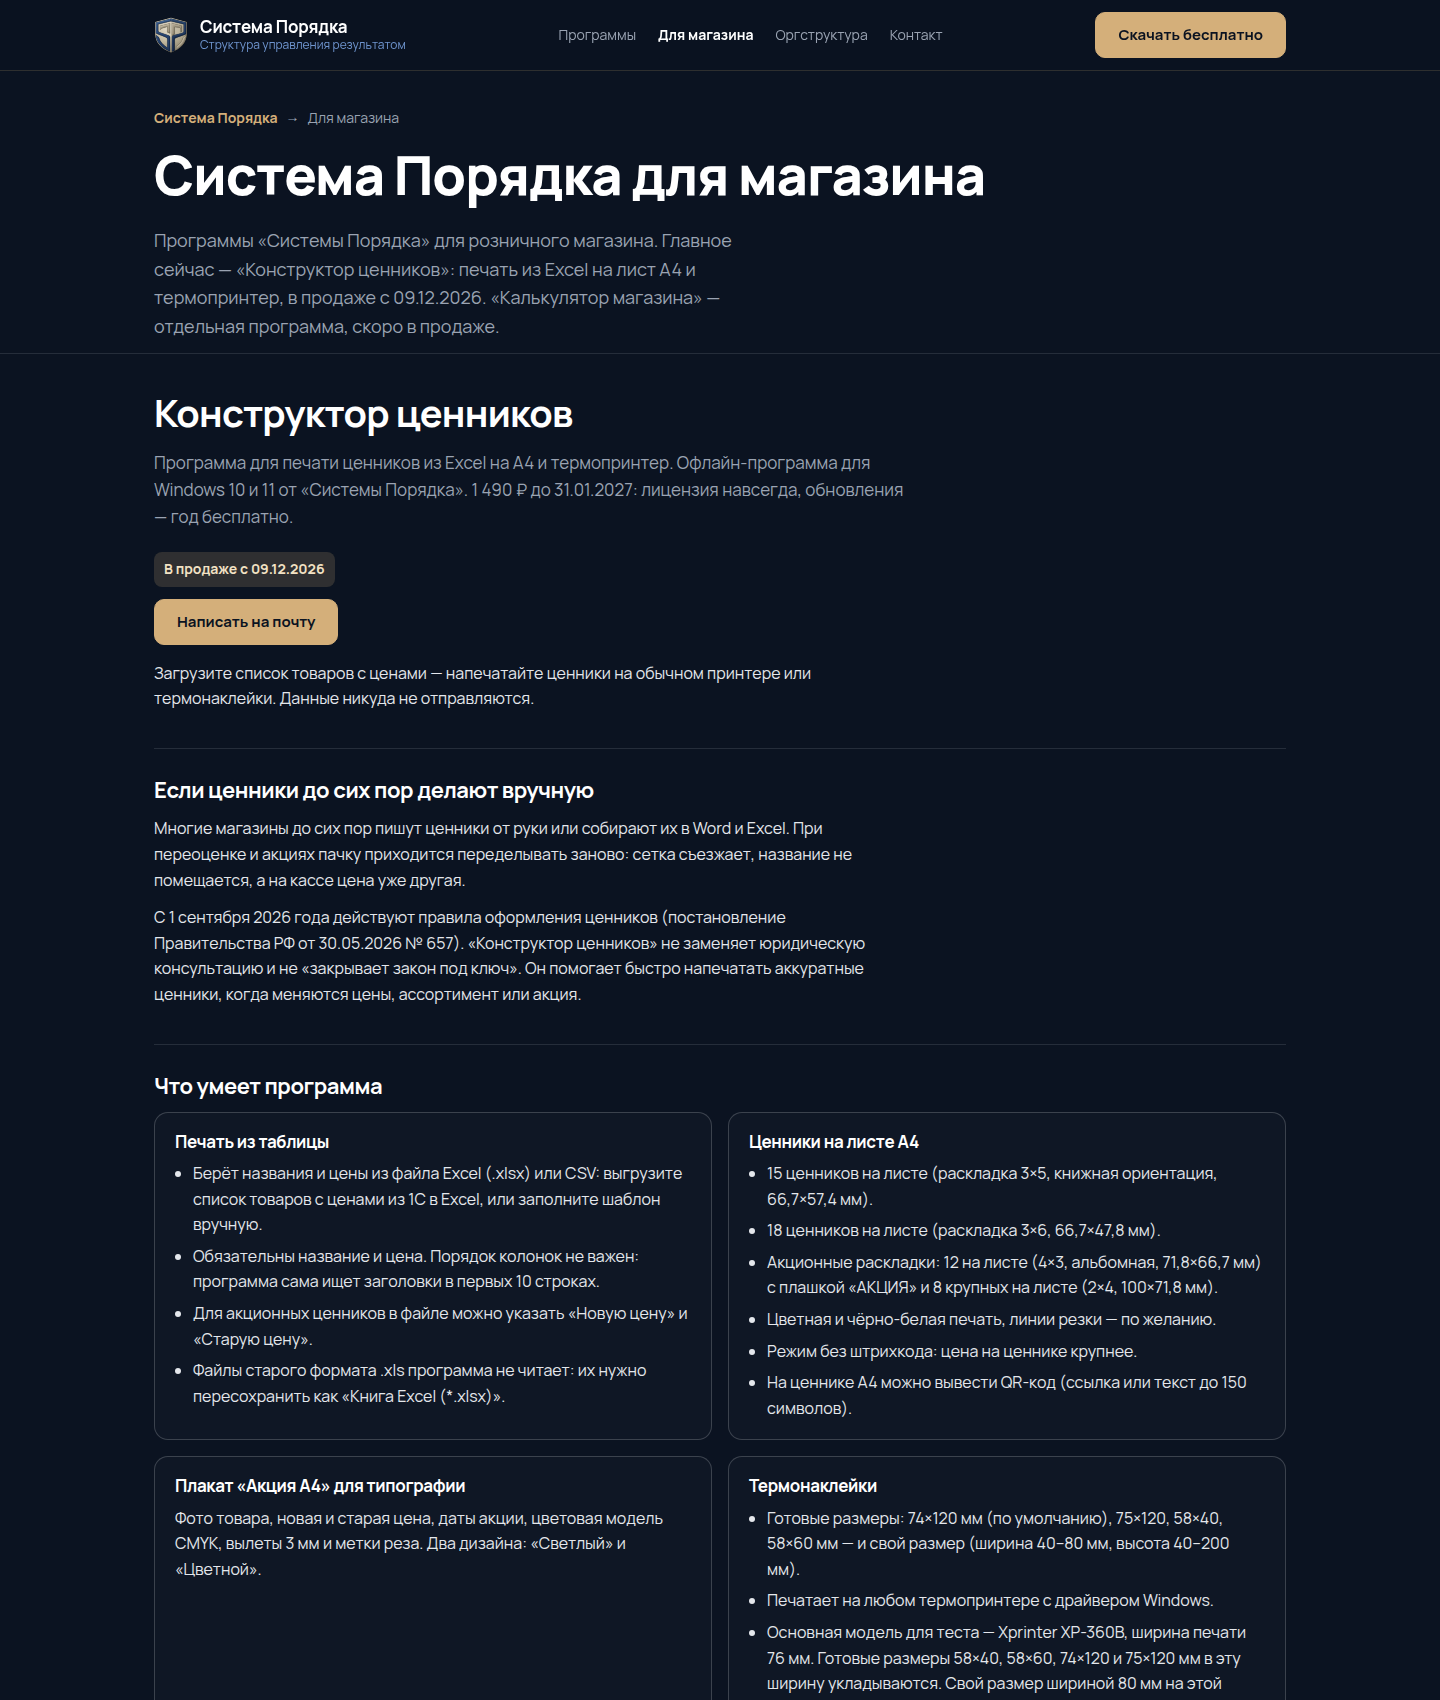 Система Порядка
Структура управления результатом
Программы
Для магазина
Оргструктура
Контакт
Скачать бесплатно
Система Порядка → Для магазина
Система Порядка для магазина
Программы «Системы Порядка» для розничного магазина. Главное
сейчас — «Конструктор ценников»: печать из Excel на лист А4 и
термопринтер, в продаже с 09.12.2026. «Калькулятор магазина» —
отдельная программа, скоро в продаже.
Конструктор ценников
Программа для печати ценников из Excel на А4 и термопринтер. Офлайн-программа для
Windows 10 и 11 от «Системы Порядка». 1 490 ₽ до 31.01.2027: лицензия навсегда, обновления
— год бесплатно.
В продаже с 09.12.2026
Написать на почту
Загрузите список товаров с ценами — напечатайте ценники на обычном принтере или
термонаклейки. Данные никуда не отправляются.
Если ценники до сих пор делают вручную
Многие магазины до сих пор пишут ценники от руки или собирают их в Word и Excel. При
переоценке и акциях пачку приходится переделывать заново: сетка съезжает, название не
помещается, а на кассе цена уже другая.
С 1 сентября 2026 года действуют правила оформления ценников (постановление
Правительства РФ от 30.05.2026 № 657). «Конструктор ценников» не заменяет юридическую
консультацию и не «закрывает закон под ключ». Он помогает быстро напечатать аккуратные
ценники, когда меняются цены, ассортимент или акция.
Что умеет программа
Печать из таблицы
• Берёт названия и цены из файла Excel (.xlsx) или CSV: выгрузите
список товаров с ценами из 1С в Excel, или заполните шаблон
вручную.
• Обязательны название и цена. Порядок колонок не важен:
программа сама ищет заголовки в первых 10 строках.
• Для акционных ценников в файле можно указать «Новую цену» и
«Старую цену».
• Файлы старого формата .xls программа не читает: их нужно
пересохранить как «Книга Excel (*.xlsx)».
Ценники на листе А4
• 15 ценников на листе (раскладка 3×5, книжная ориентация,
66,7×57,4 мм).
• 18 ценников на листе (раскладка 3×6, 66,7×47,8 мм).
• Акционные раскладки: 12 на листе (4×3, альбомная, 71,8×66,7 мм)
с плашкой «АКЦИЯ» и 8 крупных на листе (2×4, 100×71,8 мм).
• Цветная и чёрно-белая печать, линии резки — по желанию.
• Режим без штрихкода: цена на ценнике крупнее.
• На ценнике А4 можно вывести QR-код (ссылка или текст до 150
символов).
Плакат «Акция А4» для типографии
Фото товара, новая и старая цена, даты акции, цветовая модель
CMYK, вылеты 3 мм и метки реза. Два дизайна: «Светлый» и
«Цветной».
Термонаклейки
• Готовые размеры: 74×120 мм (по умолчанию), 75×120, 58×40,
58×60 мм — и свой размер (ширина 40–80 мм, высота 40–200
мм).
• Печатает на любом термопринтере с драйвером Windows.
• Основная модель для теста — Xprinter XP-360B, ширина печати
76 мм. Готовые размеры 58×40, 58×60, 74×120 и 75×120 мм в эту
ширину укладываются. Свой размер шириной 80 мм на этой